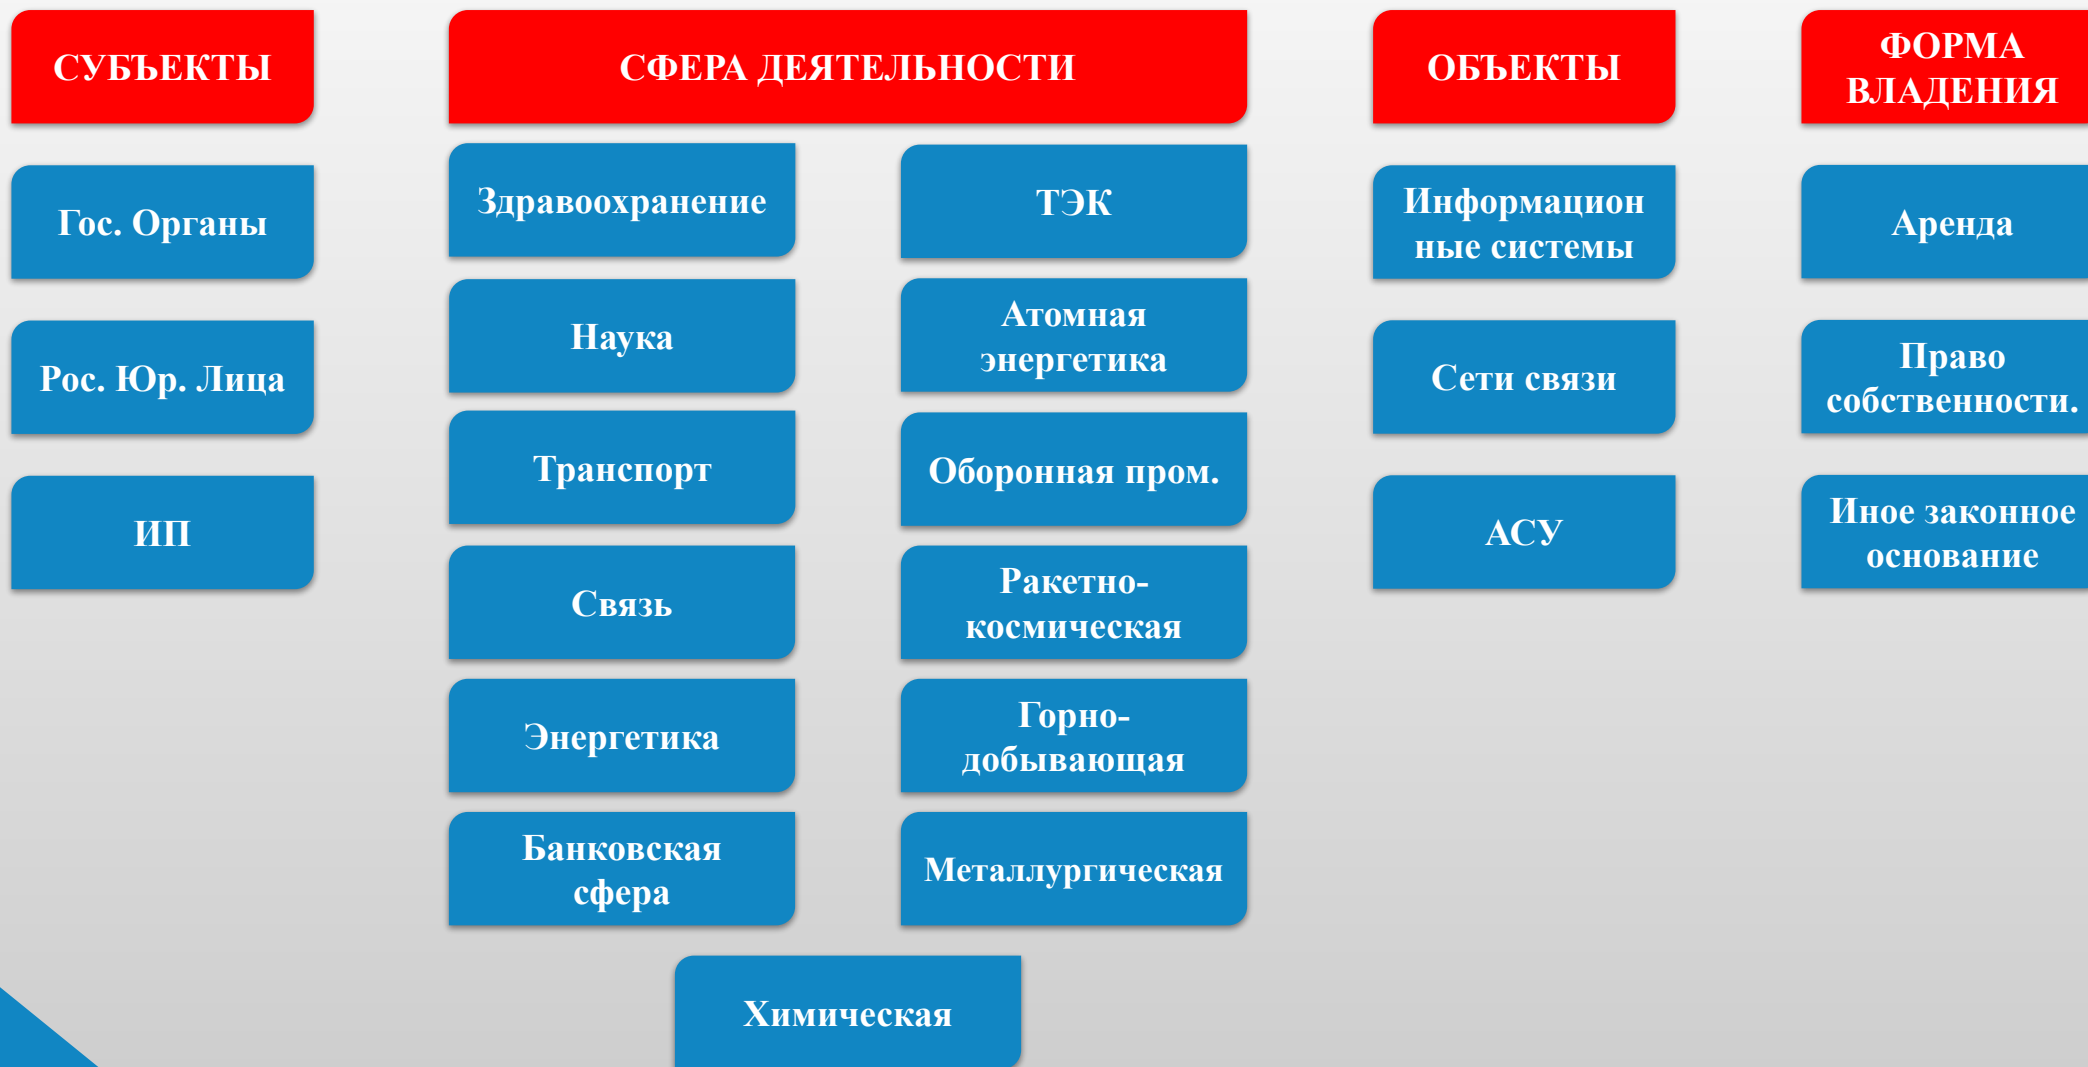 СУБЪЕКТЫ
Гос. Органы
Рос. Юр. Лица
ИП
СФЕРА ДЕЯТЕЛЬНОСТИ
Здравоохранение
Наука
Транспорт
Связь
Энергетика
Банковская
сфера
ТЭК
Атомная
энергетика
Оборонная пром.
Ракетно-
космическая
Горно-
добывающая
Металлургическая
Химическая
ОБЪЕКТЫ
Информацион
ные системы
Сети связи
АСУ
ФОРМА
ВЛАДЕНИЯ
Аренда
Право
собственности.
Иное законное
основание